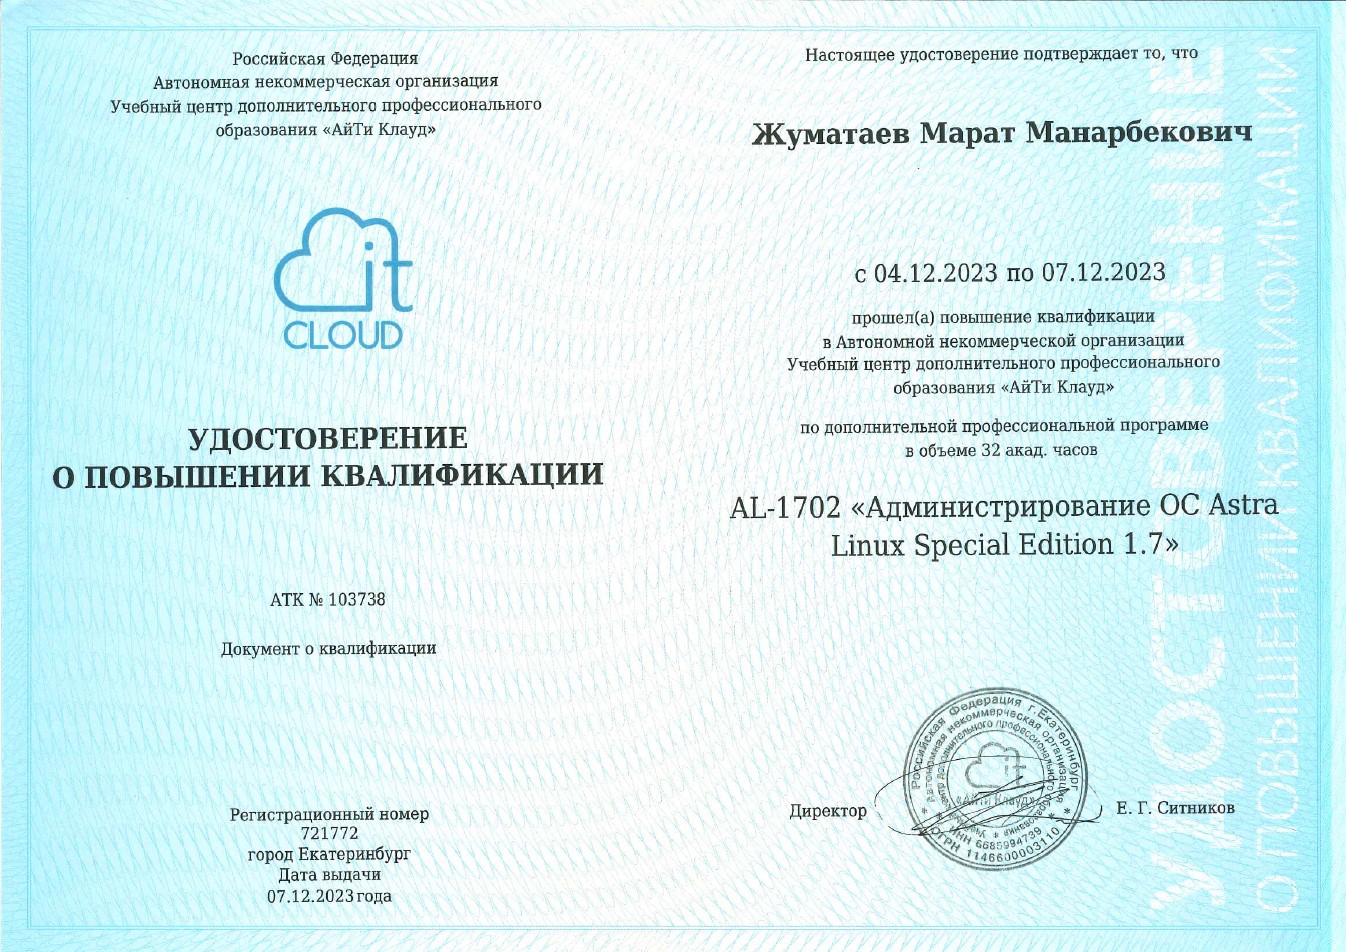 Российская Федерация
Автономная некоммерческая организация
Учебный центр дополнительного профессионального
образования «АйТи Клауд»
it
CLOUD
УДОСТОВЕРЕНИЕ
О ПОВЫШЕНИИ КВАЛИФИКАЦИИ
АТК № 103738
Документ о квалификации
Регистрационный номер
721772
город Екатеринбург
Дата выдачи
07.12.2023 года
Настоящее удостоверение подтверждает то, что
Жуматаев Марат Манарбекович
с 04.12.2023 по 07.12.2023
прошел(а) повышение квалификации
в Автономной некоммерческой организации
Учебный центр дополнительного профессионального
образования «АйТи Клауд»
по дополнительной профессиональной программе
в объеме 32 акад. часов
AL-1702 «Администрирование ОС Astra
Linux Special Edition 1.7»
Директор
Е. Г. Ситников
Российская Федерация г.Екатеринбург
Автономная некоммерческая организация
центр дополнительного профессионального образования
it
«АйТи Клауд»
ИНН 6685994739
ОГРН 1146600003110
УДОСТОВЕРЕНИЕ
О ПОВЫШЕНИИ КВАЛИФИКАЦИИ